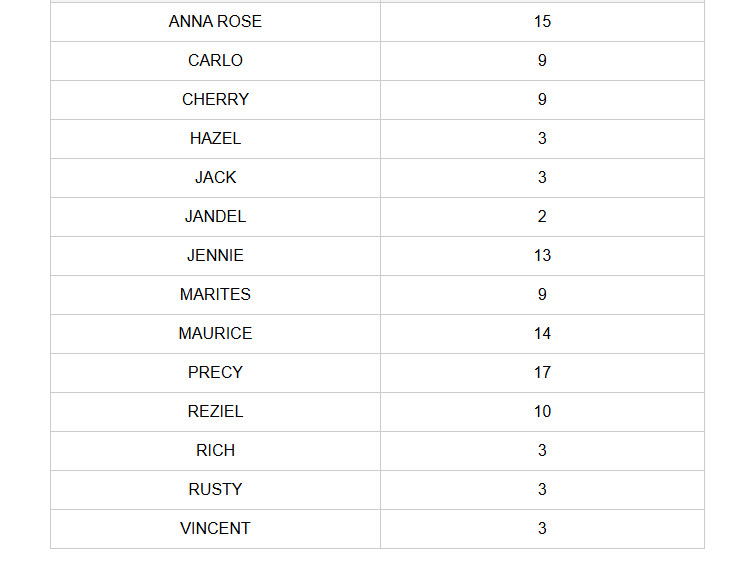 ANNA ROSE 15
CARLO 9
CHERRY 9
HAZEL 3
JACK 3
JANDEL 2
JENNIE 13
MARITES 9
MAURICE 14
PRECY 17
REZIEL 10
RICH 3
RUSTY 3
VINCENT 3